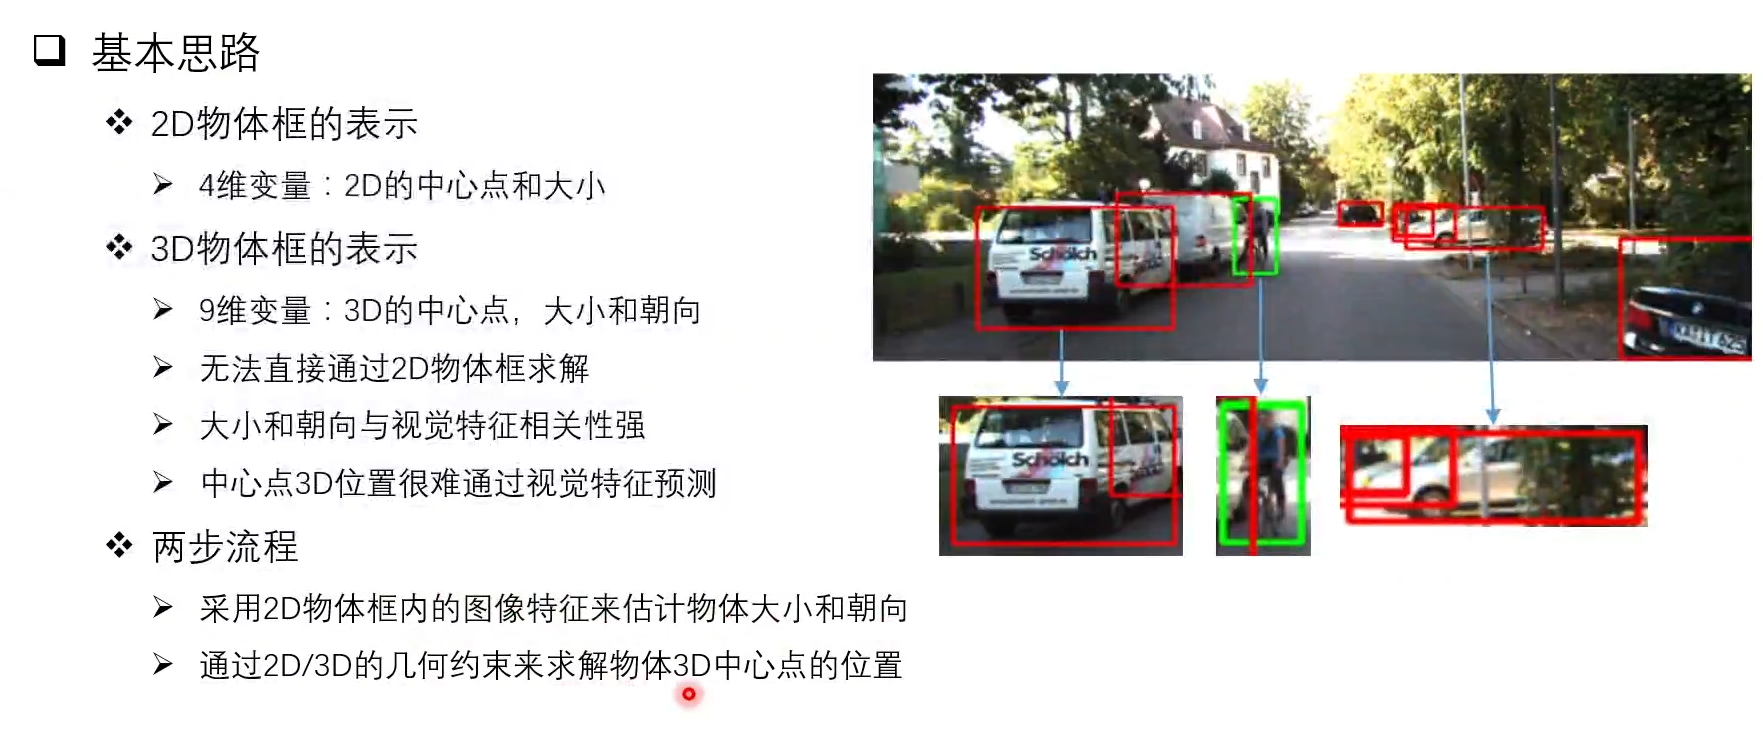 基本思路
2D物体框的表示
4维变量：2D的中心点和大小
3D物体框的表示
9维变量：3D的中心点，大小和朝向
无法直接通过2D物体框求解
大小和朝向与视觉特征相关性强
中心点3D位置很难通过视觉特征预测
两步流程
采用2D物体框内的图像特征来估计物体大小和朝向
通过2D/3D的几何约束来求解物体3D中心点的位置
Schölch
Schölch